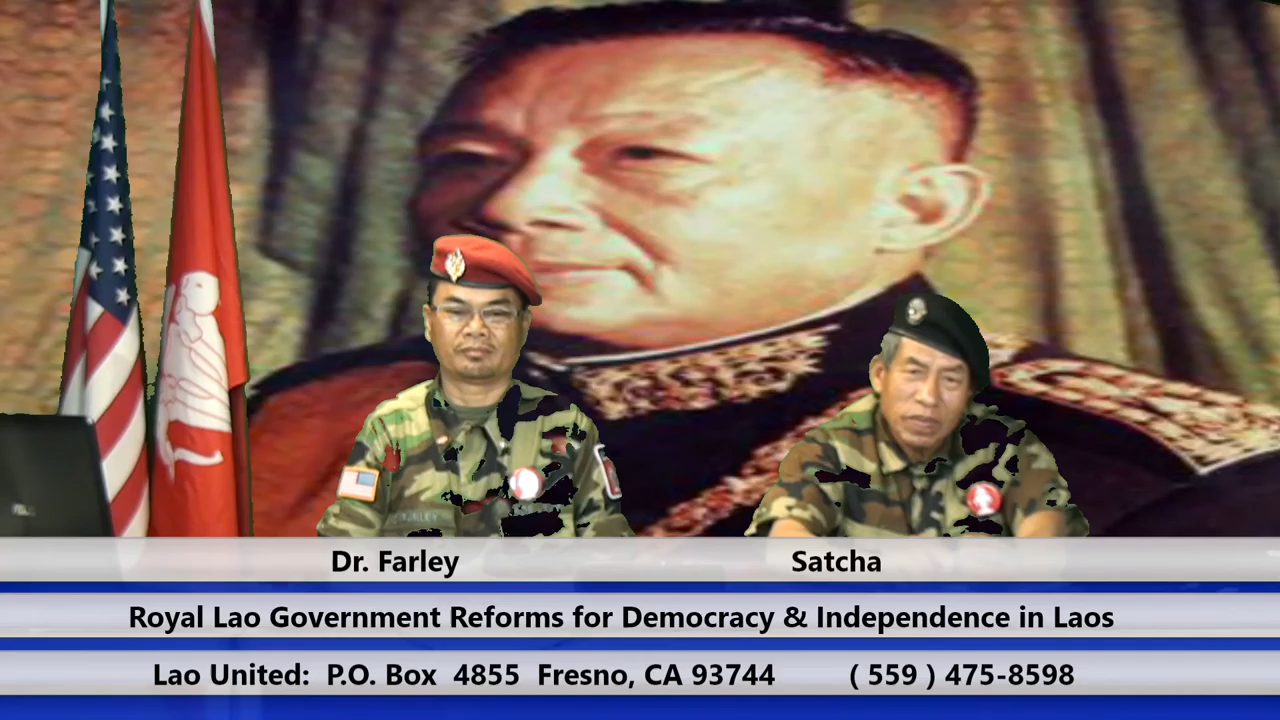 Dr. Farley Satcha
Royal Lao Government Reforms for Democracy & Independence in Laos
Lao United: P.O. Box 4855 Fresno, CA 93744 ( 559 ) 475-8598